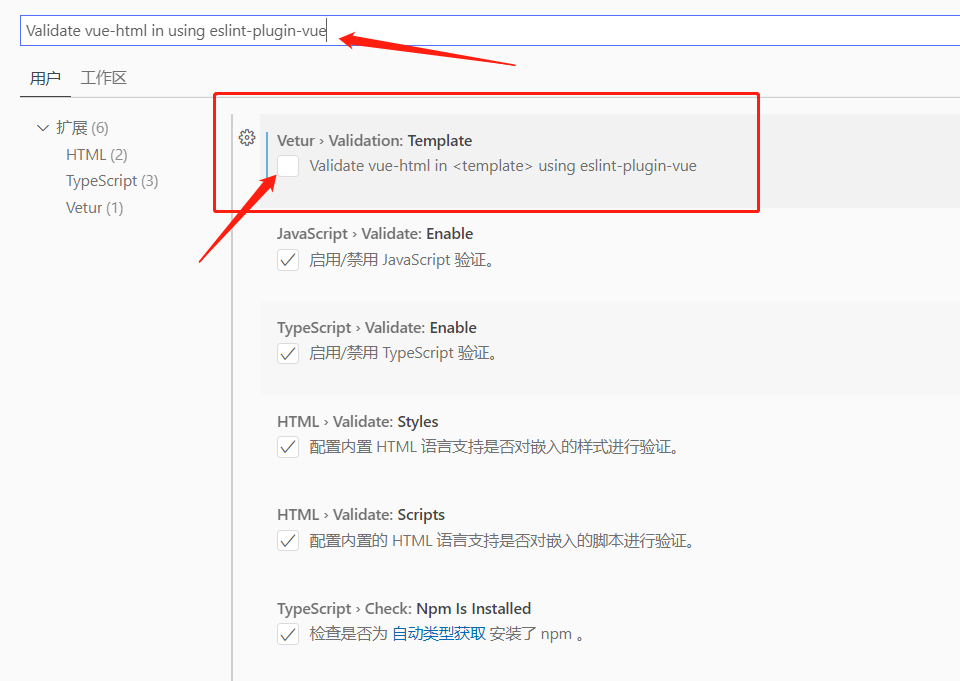 Validate vue-html in using eslint-plugin-vue
用户 工作区
扩展 (6)
HTML (2)
TypeScript (3)
Vetur (1)
Vetur › Validation: Template
Validate vue-html in <template> using eslint-plugin-vue
JavaScript › Validate: Enable
启用/禁用 JavaScript 验证。
TypeScript › Validate: Enable
启用/禁用 TypeScript 验证。
HTML › Validate: Styles
配置内置 HTML 语言支持是否对嵌入的样式进行验证。
HTML › Validate: Scripts
配置内置的 HTML 语言支持是否对嵌入的脚本进行验证。
TypeScript › Check: Npm Is Installed
检查是否为 自动类型获取 安装了 npm 。